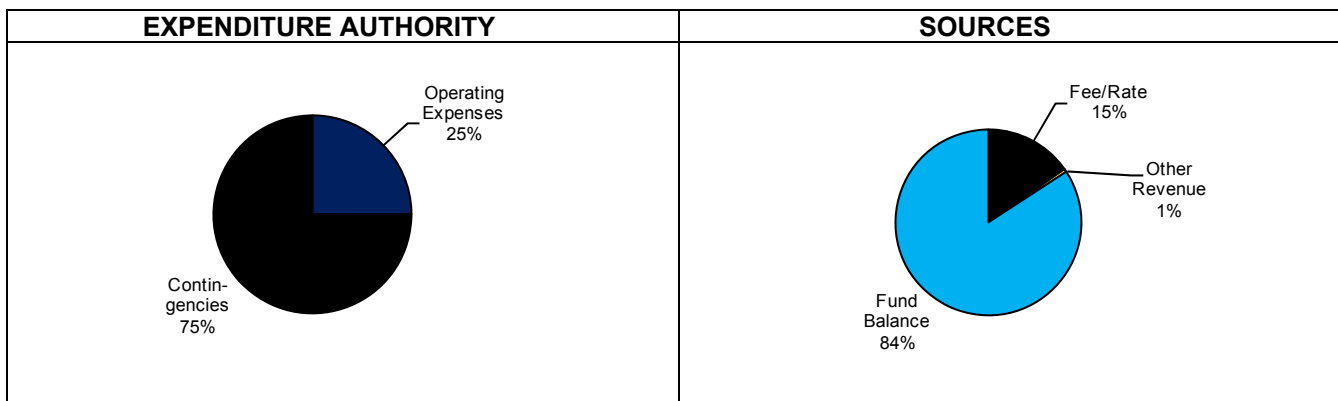 EXPENDITURE AUTHORITY
Operating
Expenses
25%
Contin-
gencies
75%
SOURCES
Fee/Rate
15%
Other
Revenue
1%
Fund
Balance
84%